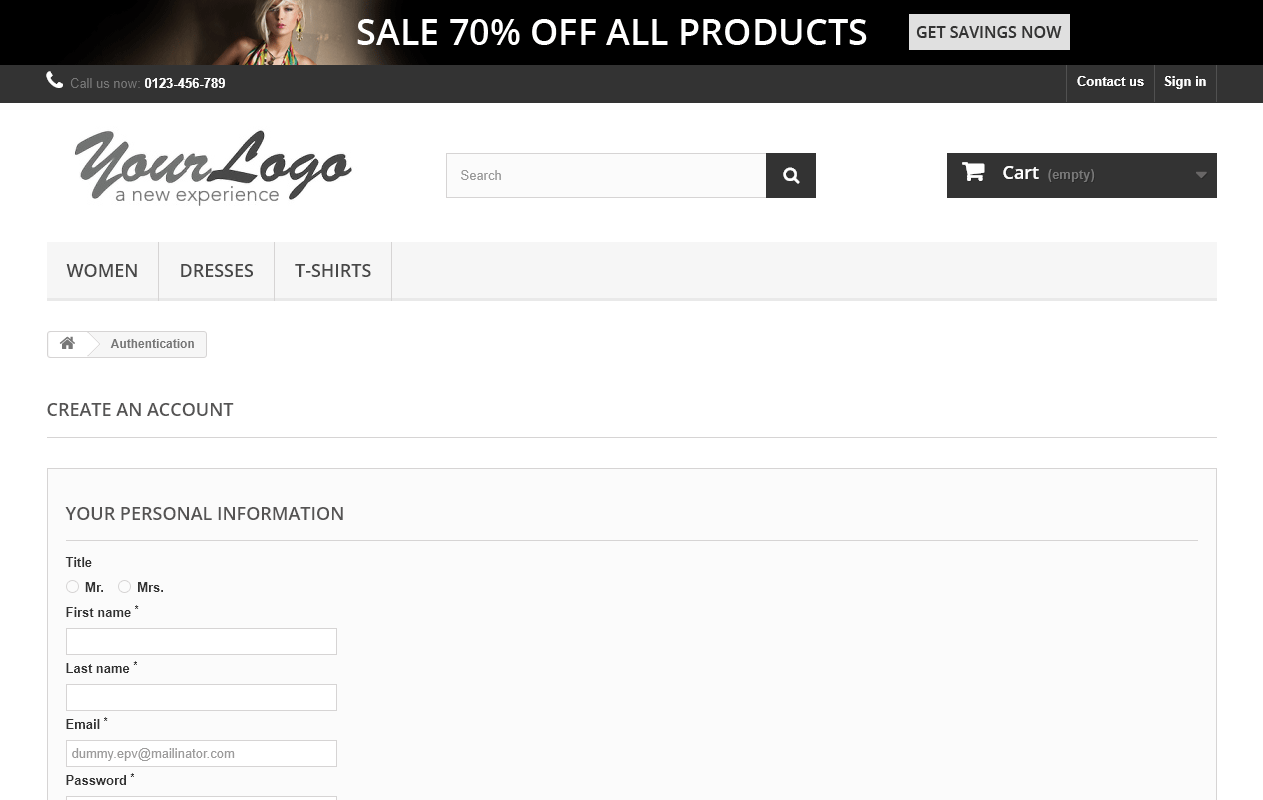 SALE 70% OFF ALL PRODUCTS
GET SAVINGS NOW
Call us now: 0123-456-789
Contact us
Sign in
YourLogo
a new experience
Search
Cart (empty)
WOMEN
DRESSES
T-SHIRTS
Authentication
CREATE AN ACCOUNT
YOUR PERSONAL INFORMATION
Title
Mr.
Mrs.
First name *
Last name *
Email *
dummy.epv@mailinator.com
Password *